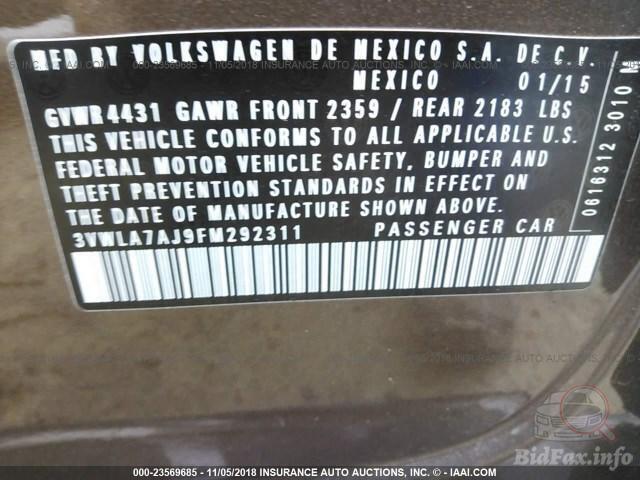 MFD BY VOLKSWAGEN DE MEXICO S.A. DE C.V.
MEXICO 01/15
GVWR 4431 GAWR FRONT 2359 / REAR 2183 LBS
THIS VEHICLE CONFORMS TO ALL APPLICABLE U.S.
FEDERAL MOTOR VEHICLE SAFETY, BUMPER AND
THEFT PREVENTION STANDARDS IN EFFECT ON
THE DATE OF MANUFACTURE SHOWN ABOVE.
3VWLA7AJ9FM292311 PASSENGER CAR
0616312 3010 M
BidFax.info
000-23569685 - 11/05/2018 INSURANCE AUTO AUCTIONS, INC. © - IAAI.COM